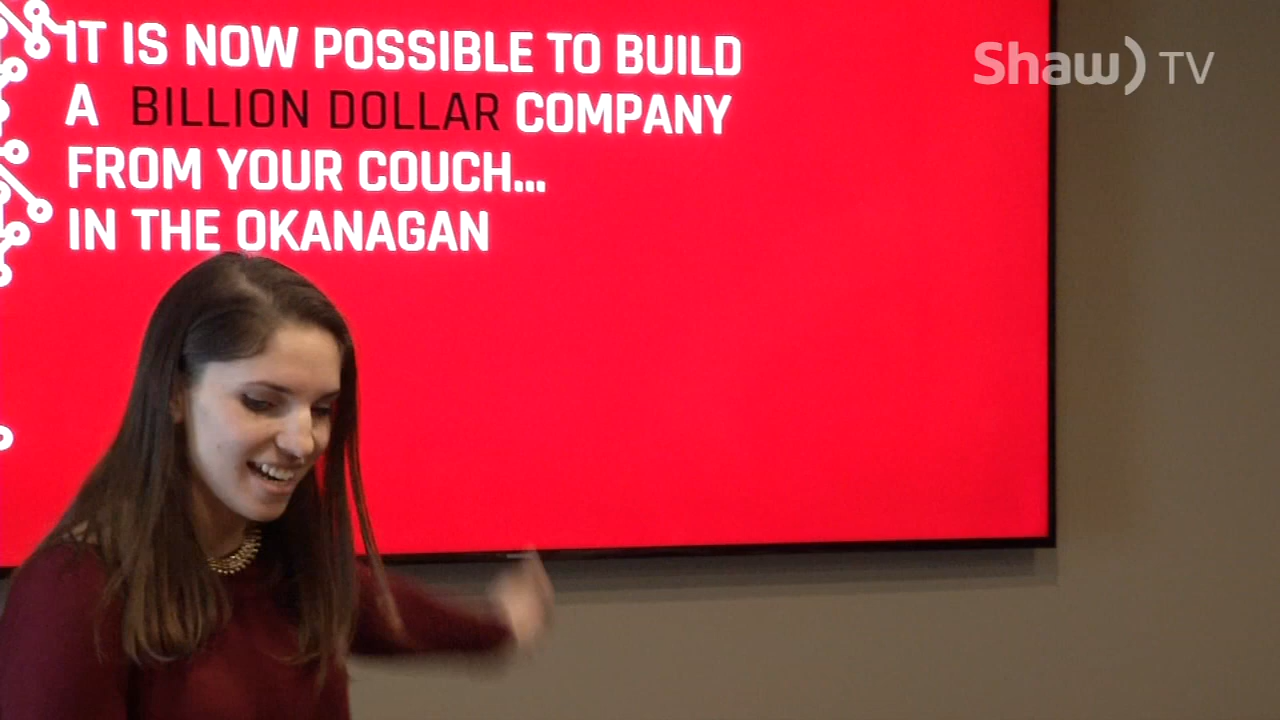 IT IS NOW POSSIBLE TO BUILD
A BILLION DOLLAR COMPANY
FROM YOUR COUCH...
IN THE OKANAGAN
Shaw) TV